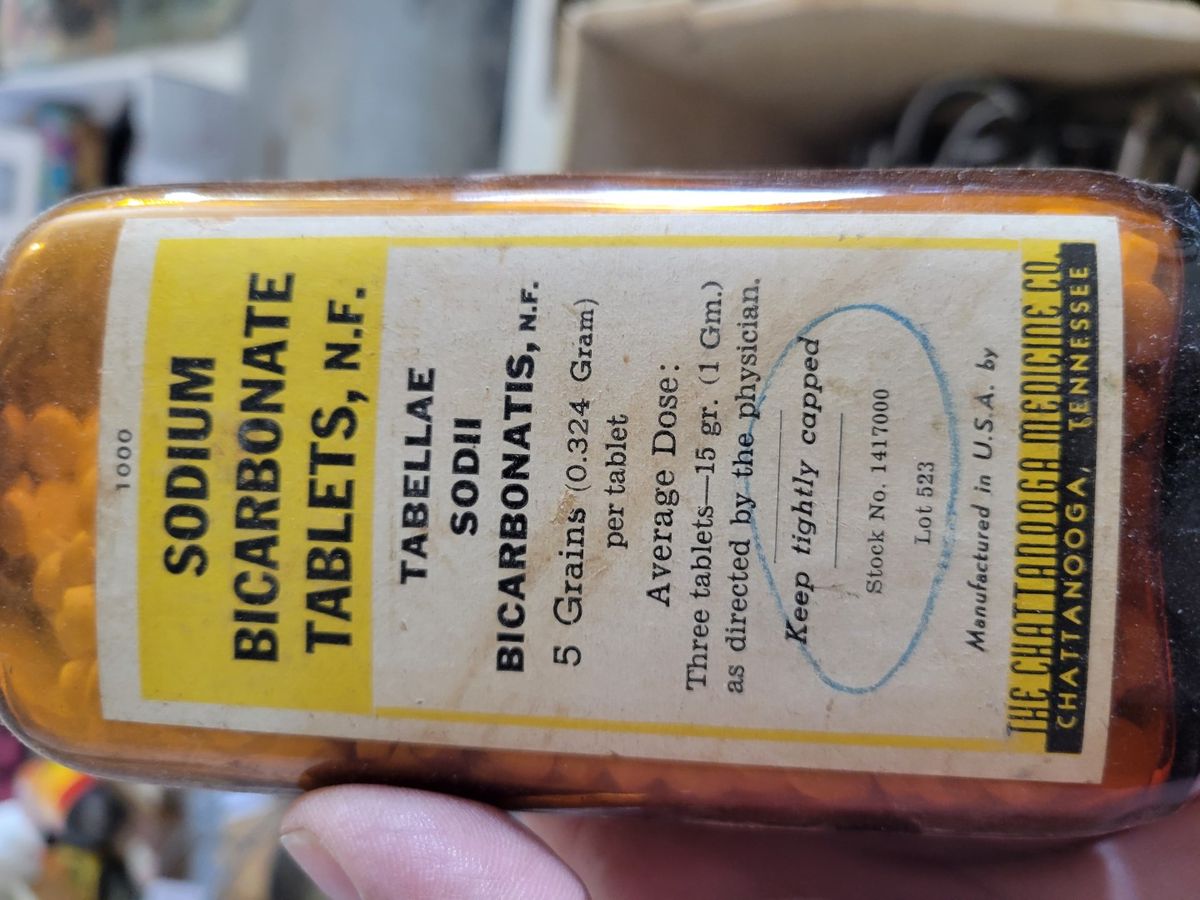 1000
SODIUM
BICARBONATE
TABLETS, N.F.
TABELLAE
SODII
BICARBONATIS, N.F.
5 Grains (0.324 Gram)
per tablet
Average Dose:
Three tablets—15 gr. (1 Gm.)
as directed by the physician.
Keep tightly capped
Stock No. 1417000
Lot 523
Manufactured in U.S.A. by
THE CHATTANOOGA MEDICINE CO.
CHATTANOOGA, TENNESSEE